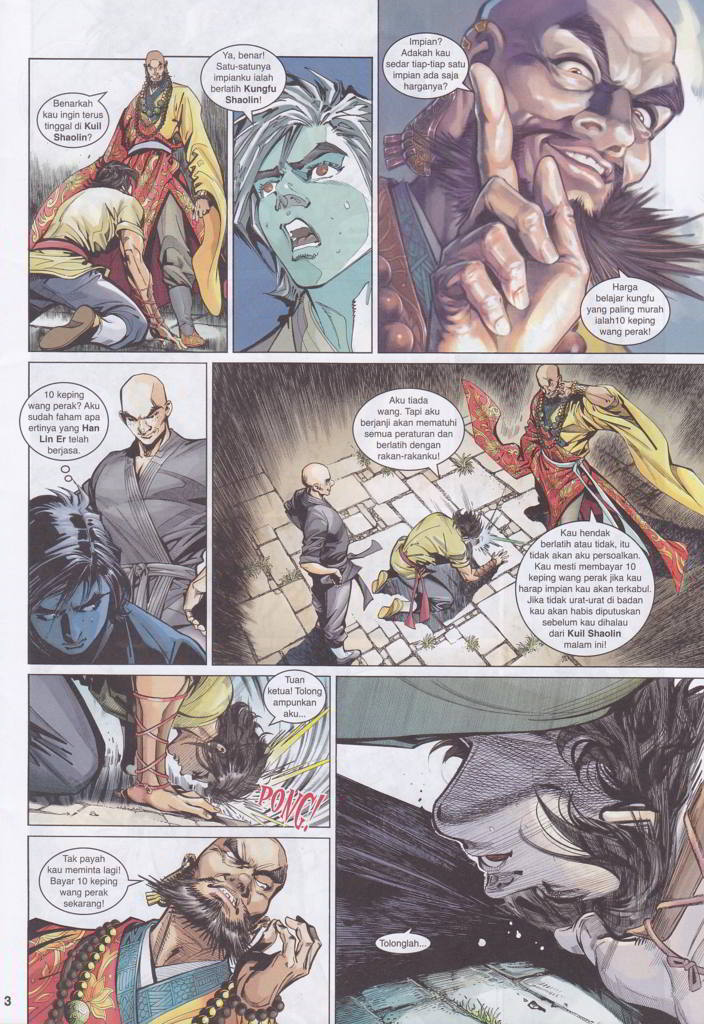 Benarkah
kau ingin terus
tinggal di Kuil
Shaolin?
Ya, benar!
Satu-satunya
impianku ialah
berlatih Kungfu
Shaolin!
Impian?
Adakah kau
sedar tiap-tiap satu
impian ada saja
harganya?
Harga
belajar kungfu
yang paling murah
ialah10 keping
wang perak!
10 keping
wang perak? Aku
sudah faham apa
ertinya yang Han
Lin Er telah
berjasa.
Aku tiada
wang. Tapi aku
berjanji akan mematuhi
semua peraturan dan
berlatih dengan
rakan-rakanku!
Kau hendak
berlatih atau tidak, itu
tidak akan aku persoalkan.
Kau mesti membayar 10
keping wang perak jika kau
harap impian kau akan terkabul.
Jika tidak urat-urat di badan
kau akan habis diputuskan
sebelum kau dihalau
dari Kuil Shaolin
malam ini!
Tuan
ketua! Tolong
ampunkan
aku...
PONG!
Tak payah
kau meminta lagi!
Bayar 10 keping
wang perak
sekarang!
Tolonglah...
3